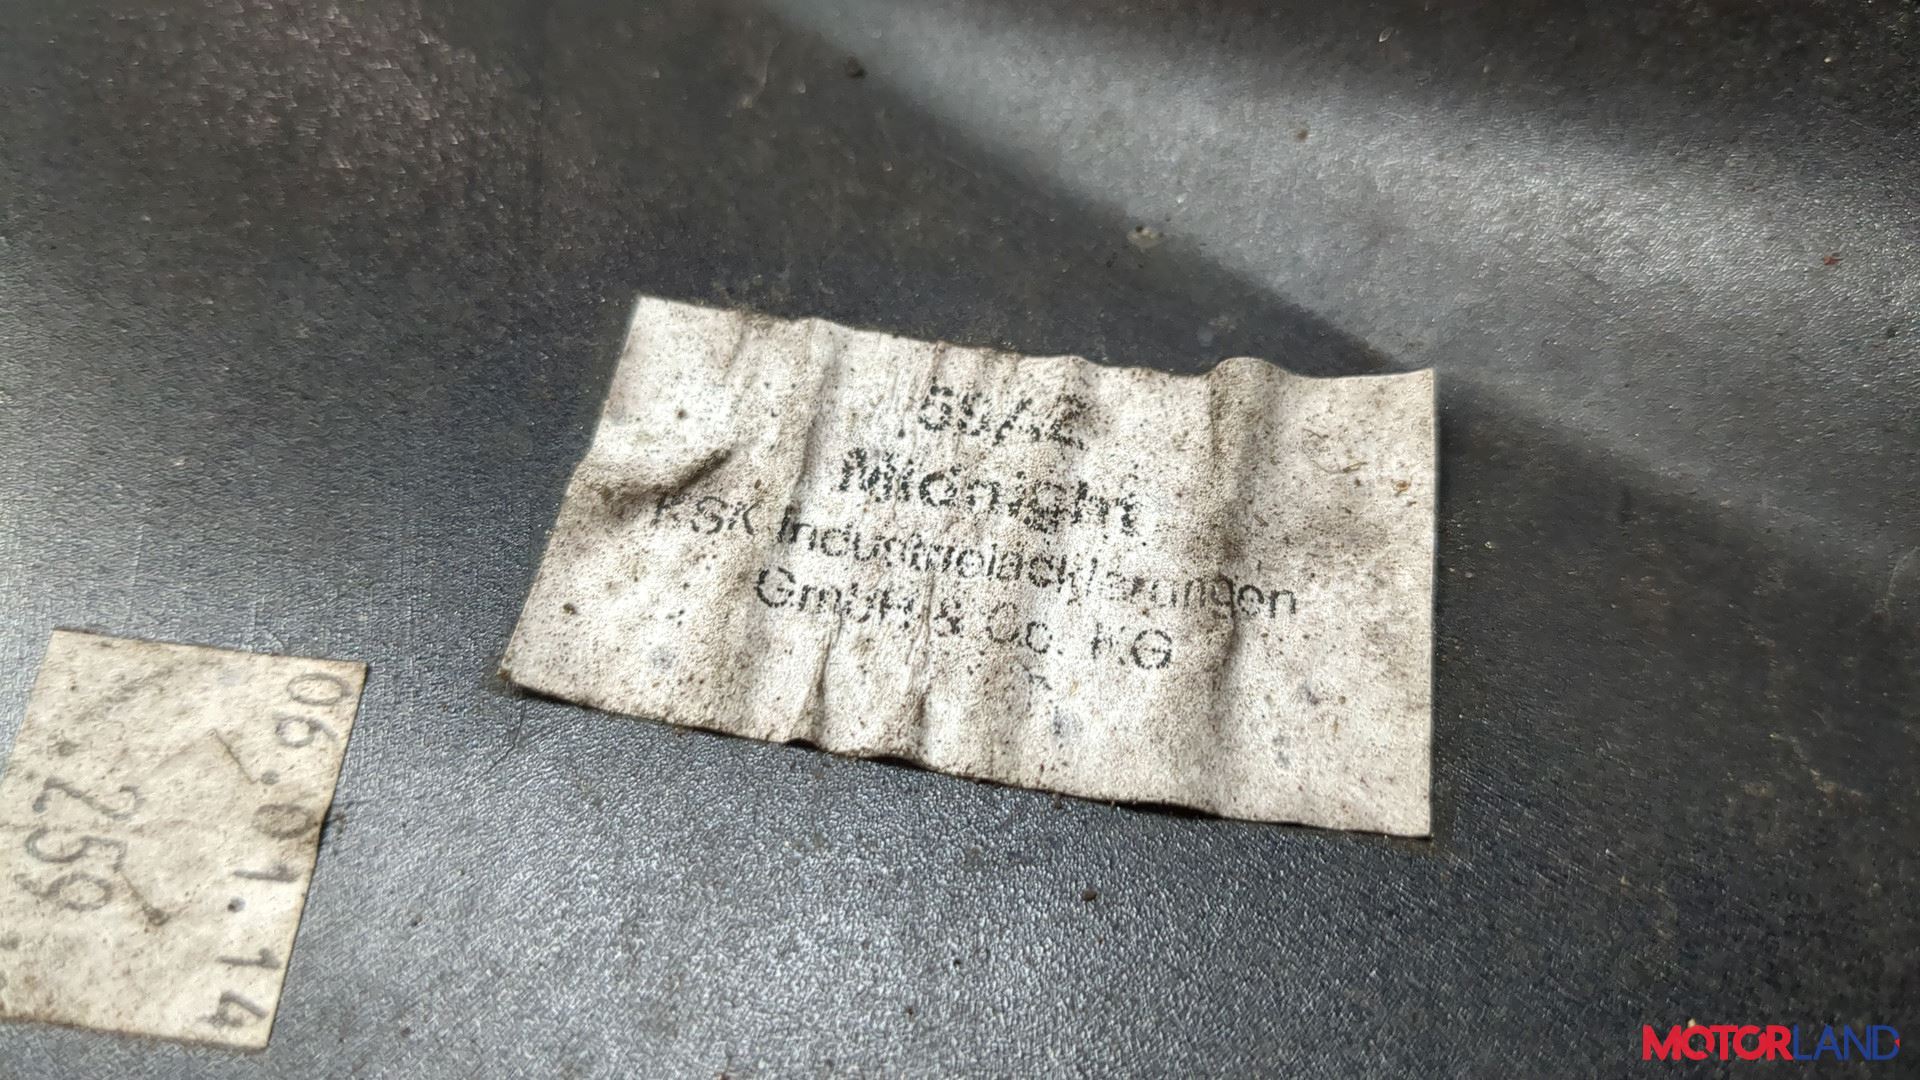 Midnight
KSK Industrielackierungen
GmbH & Co. KG
06.01.14
259
MOTORLAND